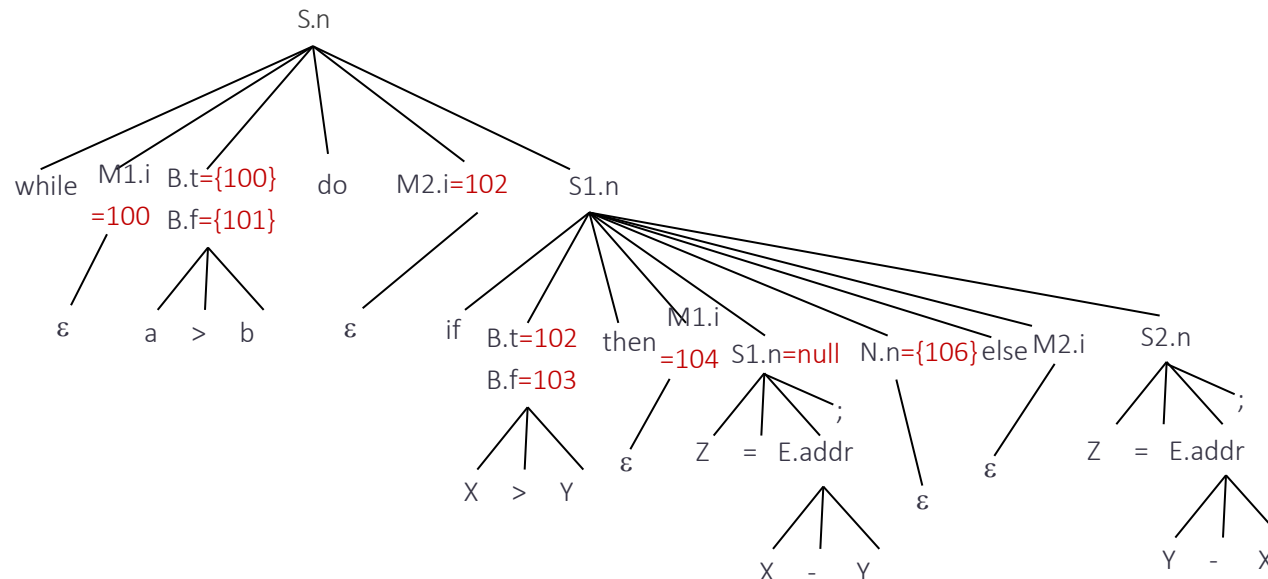 S.n
while
M1.i
=100
B.t={100}
B.f={101}
do
M2.i=102
S1.n
ε
a > b
ε
if
B.t=102
B.f=103
then
M1.i
=104
S1.n=null
N.n={106}
else
M2.i
S2.n
X > Y
ε
Z = E.addr
;
ε
ε
Z = E.addr
;
X - Y
Y - X